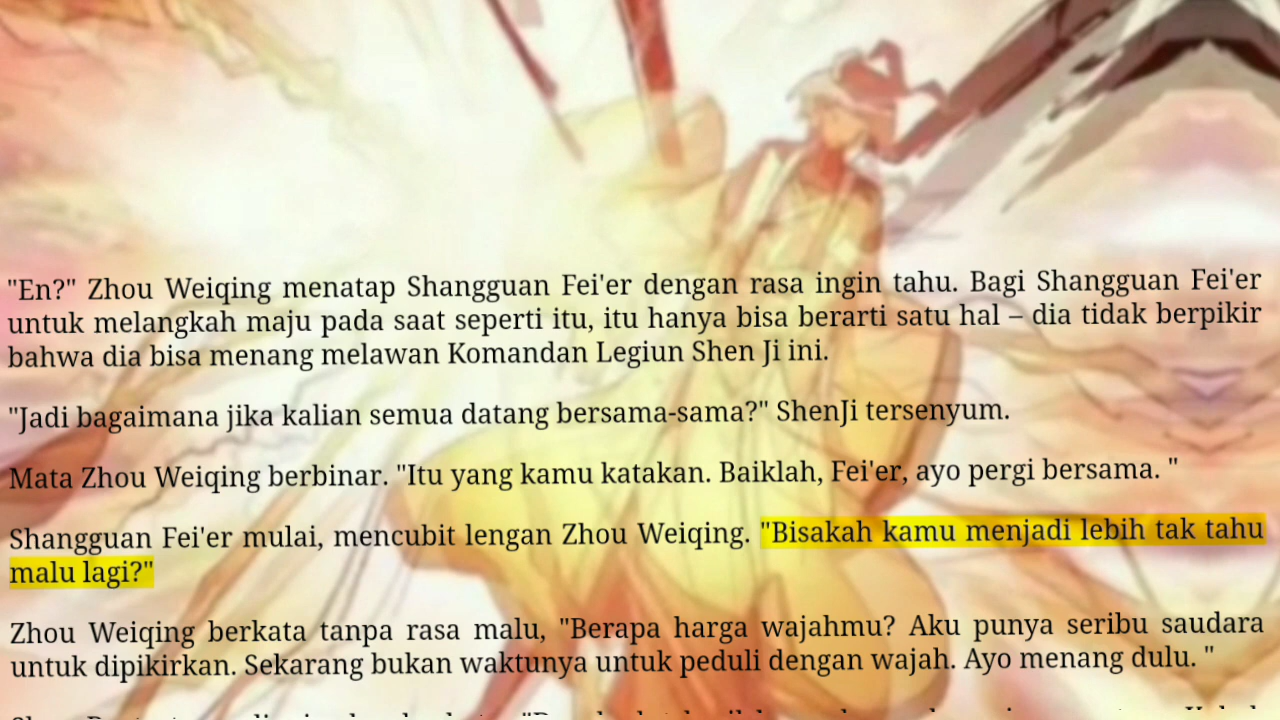 "En?" Zhou Weiqing menatap Shangguan Fei'er dengan rasa ingin tahu. Bagi Shangguan Fei'er
untuk melangkah maju pada saat seperti itu, itu hanya bisa berarti satu hal – dia tidak berpikir
bahwa dia bisa menang melawan Komandan Legiun Shen Ji ini.
"Jadi bagaimana jika kalian semua datang bersama-sama?" ShenJi tersenyum.
Mata Zhou Weiqing berbinar. "Itu yang kamu katakan. Baiklah, Fei'er, ayo pergi bersama. "
Shangguan Fei'er mulai, mencubit lengan Zhou Weiqing. "Bisakah kamu menjadi lebih tak tahu
malu lagi?"
Zhou Weiqing berkata tanpa rasa malu, "Berapa harga wajahmu? Aku punya seribu saudara
untuk dipikirkan. Sekarang bukan waktunya untuk peduli dengan wajah. Ayo menang dulu. "